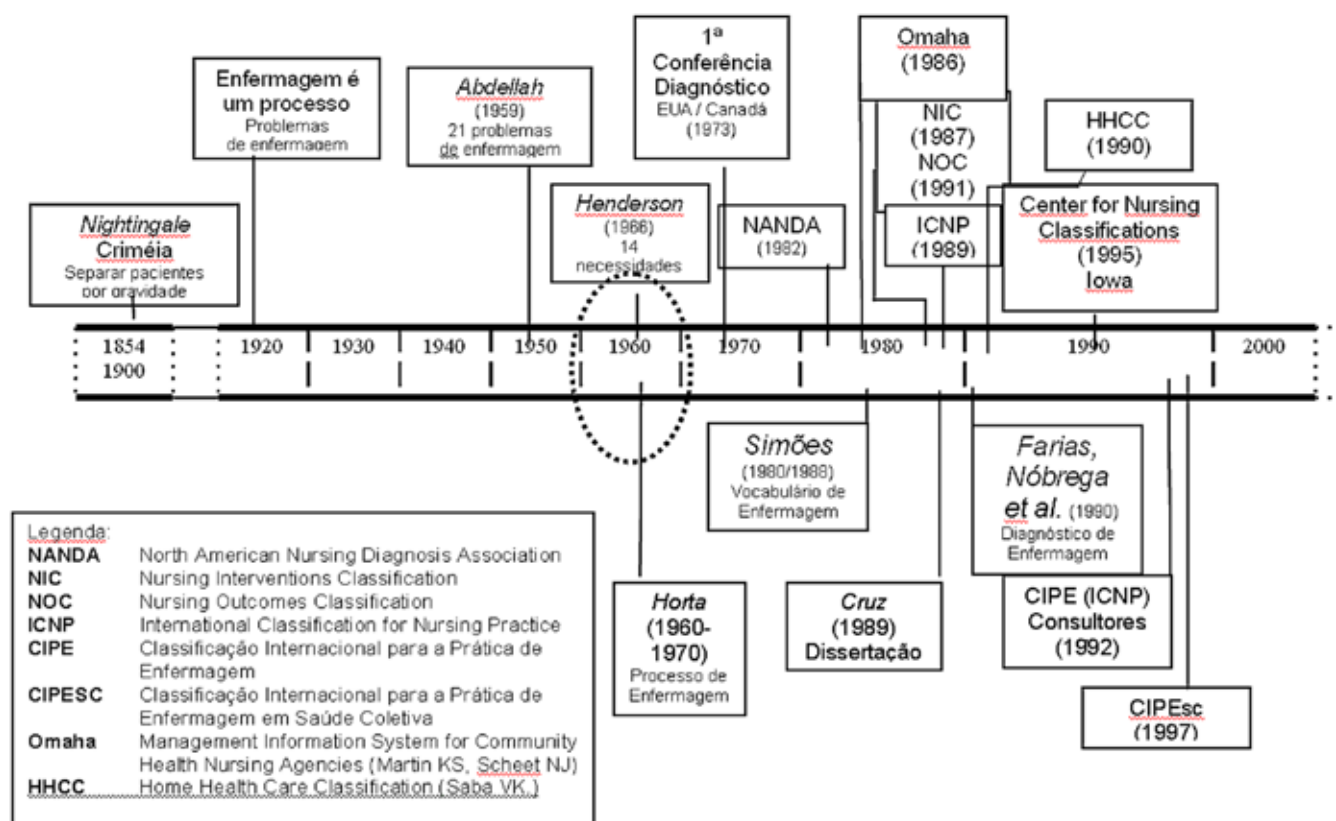 Nightingale
Criméia
Separar pacientes
por gravidade
Enfermagem é
um processo
Problemas
de enfermagem
Abdellah
(1959)
21 problemas
de enfermagem
Henderson
(1966)
14
necessidades
1ª
Conferência
Diagnóstico
EUA / Canadá
(1973)
NANDA
(1982)
Omaha
(1986)
NIC
(1987)
NOC
(1991)
ICNP
(1989)
HHCC
(1990)
Center for Nursing
Classifications
(1995)
Iowa
1854
1900
1920
1930
1940
1950
1960
1970
1980
1990
2000
Simões
(1980/1988)
Vocabulário de
Enfermagem
Farias,
Nóbrega
et al. (1990)
Diagnóstico de
Enfermagem
Horta
(1960-
1970)
Processo de
Enfermagem
Cruz
(1989)
Dissertação
CIPE (ICNP)
Consultores
(1992)
CIPEsc
(1997)
Legenda:
NANDA North American Nursing Diagnosis Association
NIC Nursing Interventions Classification
NOC Nursing Outcomes Classification
ICNP International Classification for Nursing Practice
CIPE Classificação Internacional para a Prática de
Enfermagem
CIPESC Classificação Internacional para a Prática de
Enfermagem em Saúde Coletiva
Omaha Management Information System for Community
Health Nursing Agencies (Martin KS, Scheet NJ)
HHCC Home Health Care Classification (Saba VK.)